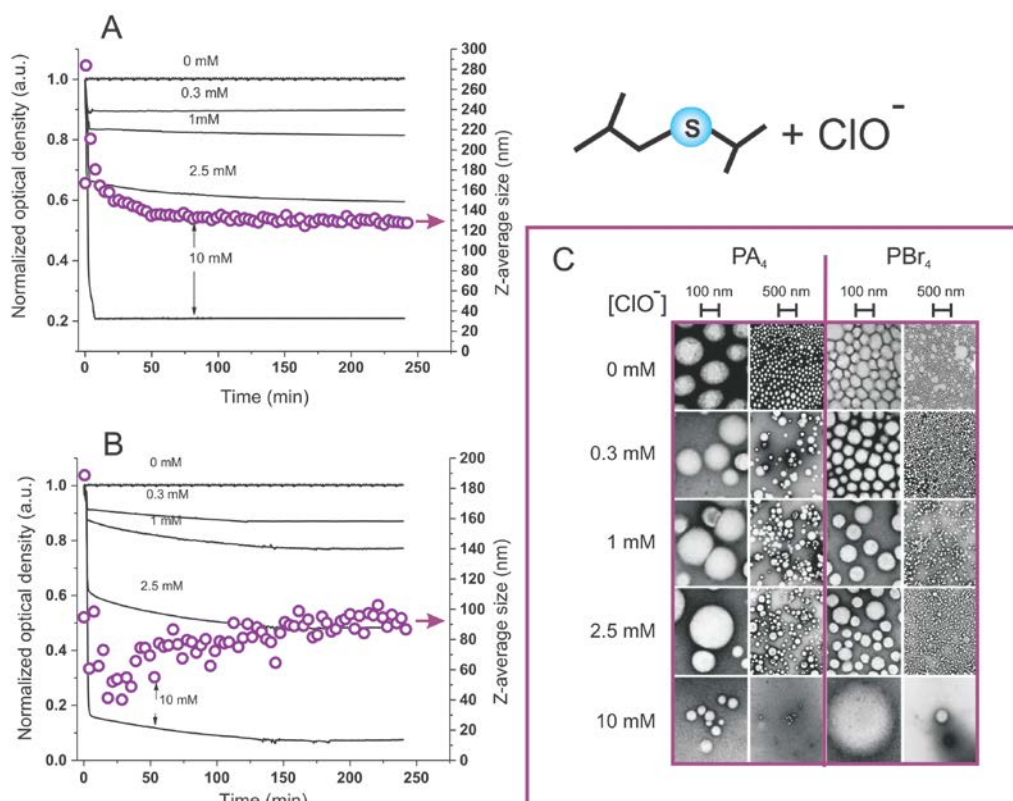 A
Normalized optical density (a.u.)
1.0
0.8
0.6
0.4
0.2
0 mM
0.3 mM
1mM
2.5 mM
10 mM
300
280
260
240
220
200
180
160
140
120
100
80
60
40
20
0
Z-average size (nm)
0 50 100 150 200 250
Time (min)
S + ClO⁻
B
Normalized optical density (a.u.)
1.0
0.8
0.6
0.4
0.2
0.0
0 mM
0.3 mM
1 mM
2.5 mM
10 mM
200
180
160
140
120
100
80
60
40
20
0
Z-average size (nm)
0 50 100 150 200 250
Time (min)
C
PA₄ PBr₄
[ClO⁻] 100 nm 500 nm 100 nm 500 nm
0 mM
0.3 mM
1 mM
2.5 mM
10 mM